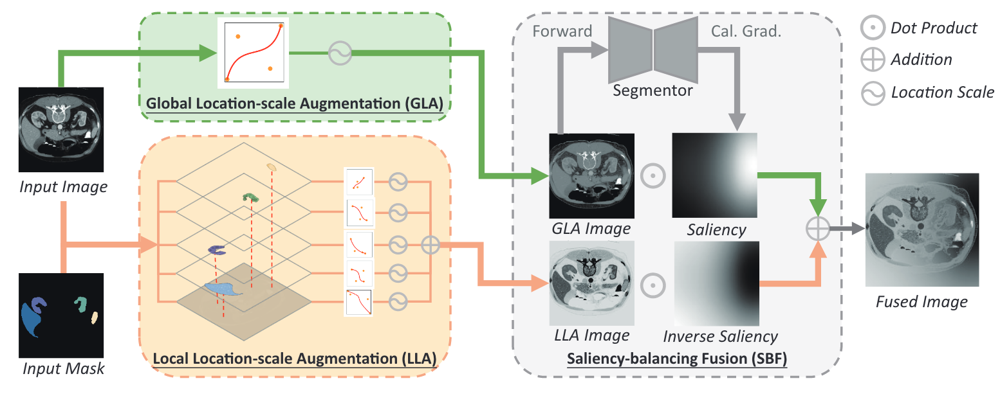 Forward
Cal. Grad.
Segmentor
Dot Product
Addition
Location Scale
Global Location-scale Augmentation (GLA)
Input Image
GLA Image
Saliency
LLA Image
Inverse Saliency
Fused Image
Input Mask
Local Location-scale Augmentation (LLA)
Saliency-balancing Fusion (SBF)